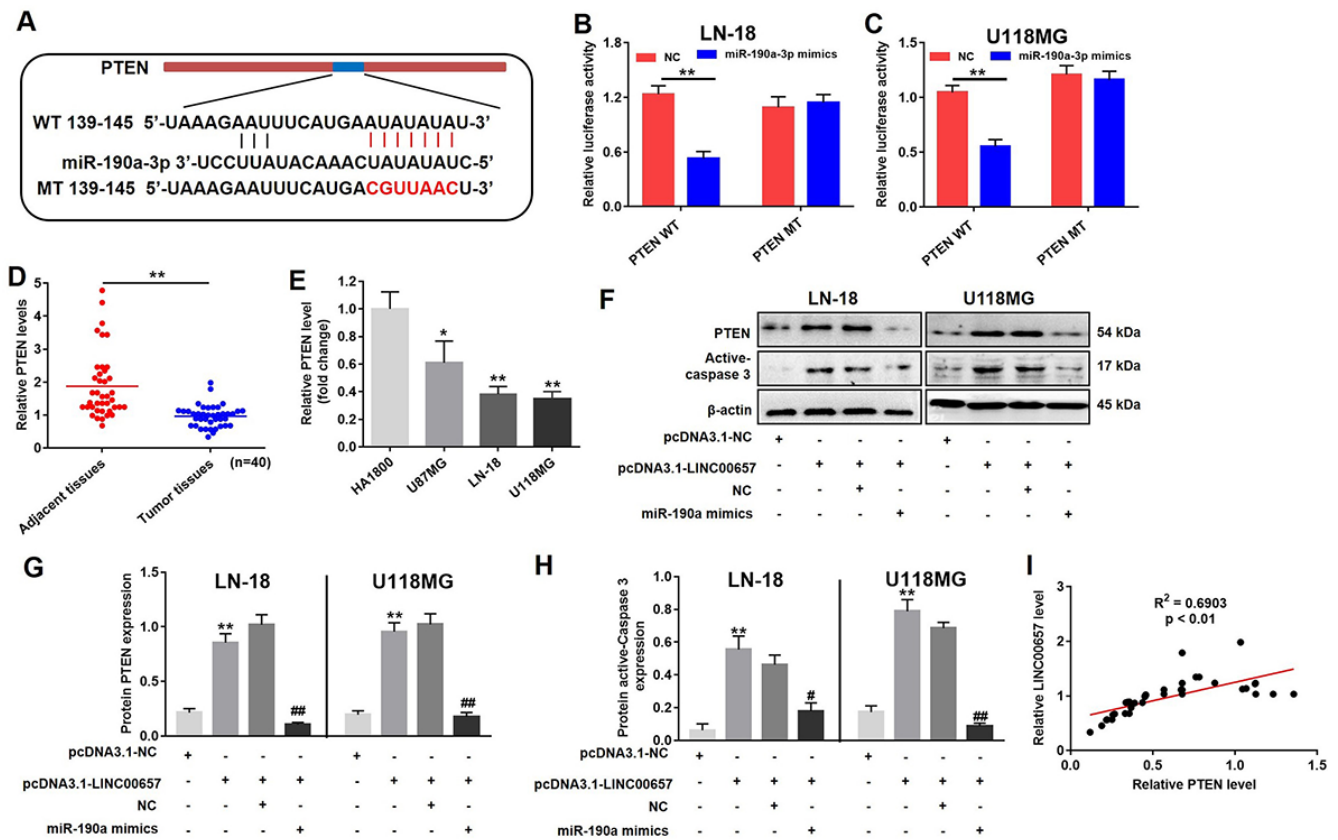 A
PTEN
WT 139-145 5'-UAAAGAAUUUCAUGAAUAUAUAU-3'
miR-190a-3p 3'-UCCUUAUACAAACUAUAUAUC-5'
MT 139-145 5'-UAAAGAAUUUCAUGACGUUAACU-3'
B
LN-18
NC miR-190a-3p mimics
Relative luciferase activity
1.8
1.2
0.6
0.0
**
PTEN WT
PTEN MT
C
U118MG
NC miR-190a-3p mimics
Relative luciferase activity
1.5
1.0
0.5
0.0
**
PTEN WT
PTEN MT
D
Relative PTEN levels
5
4
3
2
1
0
**
Adjacent tissues
Tumor tissues
(n=40)
E
Relative PTEN level
(fold change)
1.2
1.0
0.8
0.6
0.4
0.2
0.0
*
**
**
HA1800
U87MG
LN-18
U118MG
F
LN-18 U118MG
PTEN 54 kDa
Active-
caspase 3 17 kDa
β-actin 45 kDa
pcDNA3.1-NC + - - - + - - -
pcDNA3.1-LINC00657 - + + + - + + +
NC - - + - - - + -
miR-190a mimics - - - + - - - +
G
LN-18 U118MG
Protein PTEN expression
1.5
1.0
0.5
0.0
** ## ** ##
pcDNA3.1-NC + - - - + - - -
pcDNA3.1-LINC00657 - + + + - + + +
NC - - + - - - + -
miR-190a mimics - - - + - - - +
H
LN-18 U118MG
Protein active-Caspase 3
expression
1.0
0.8
0.6
0.4
0.2
0.0
** # ** ##
pcDNA3.1-NC + - - - + - - -
pcDNA3.1-LINC00657 - + + + - + + +
NC - - + - - - + -
miR-190a mimics - - - + - - - +
I
Relative LINC00657 level
3
2
1
0
R² = 0.6903
p < 0.01
0.0 0.5 1.0 1.5
Relative PTEN level